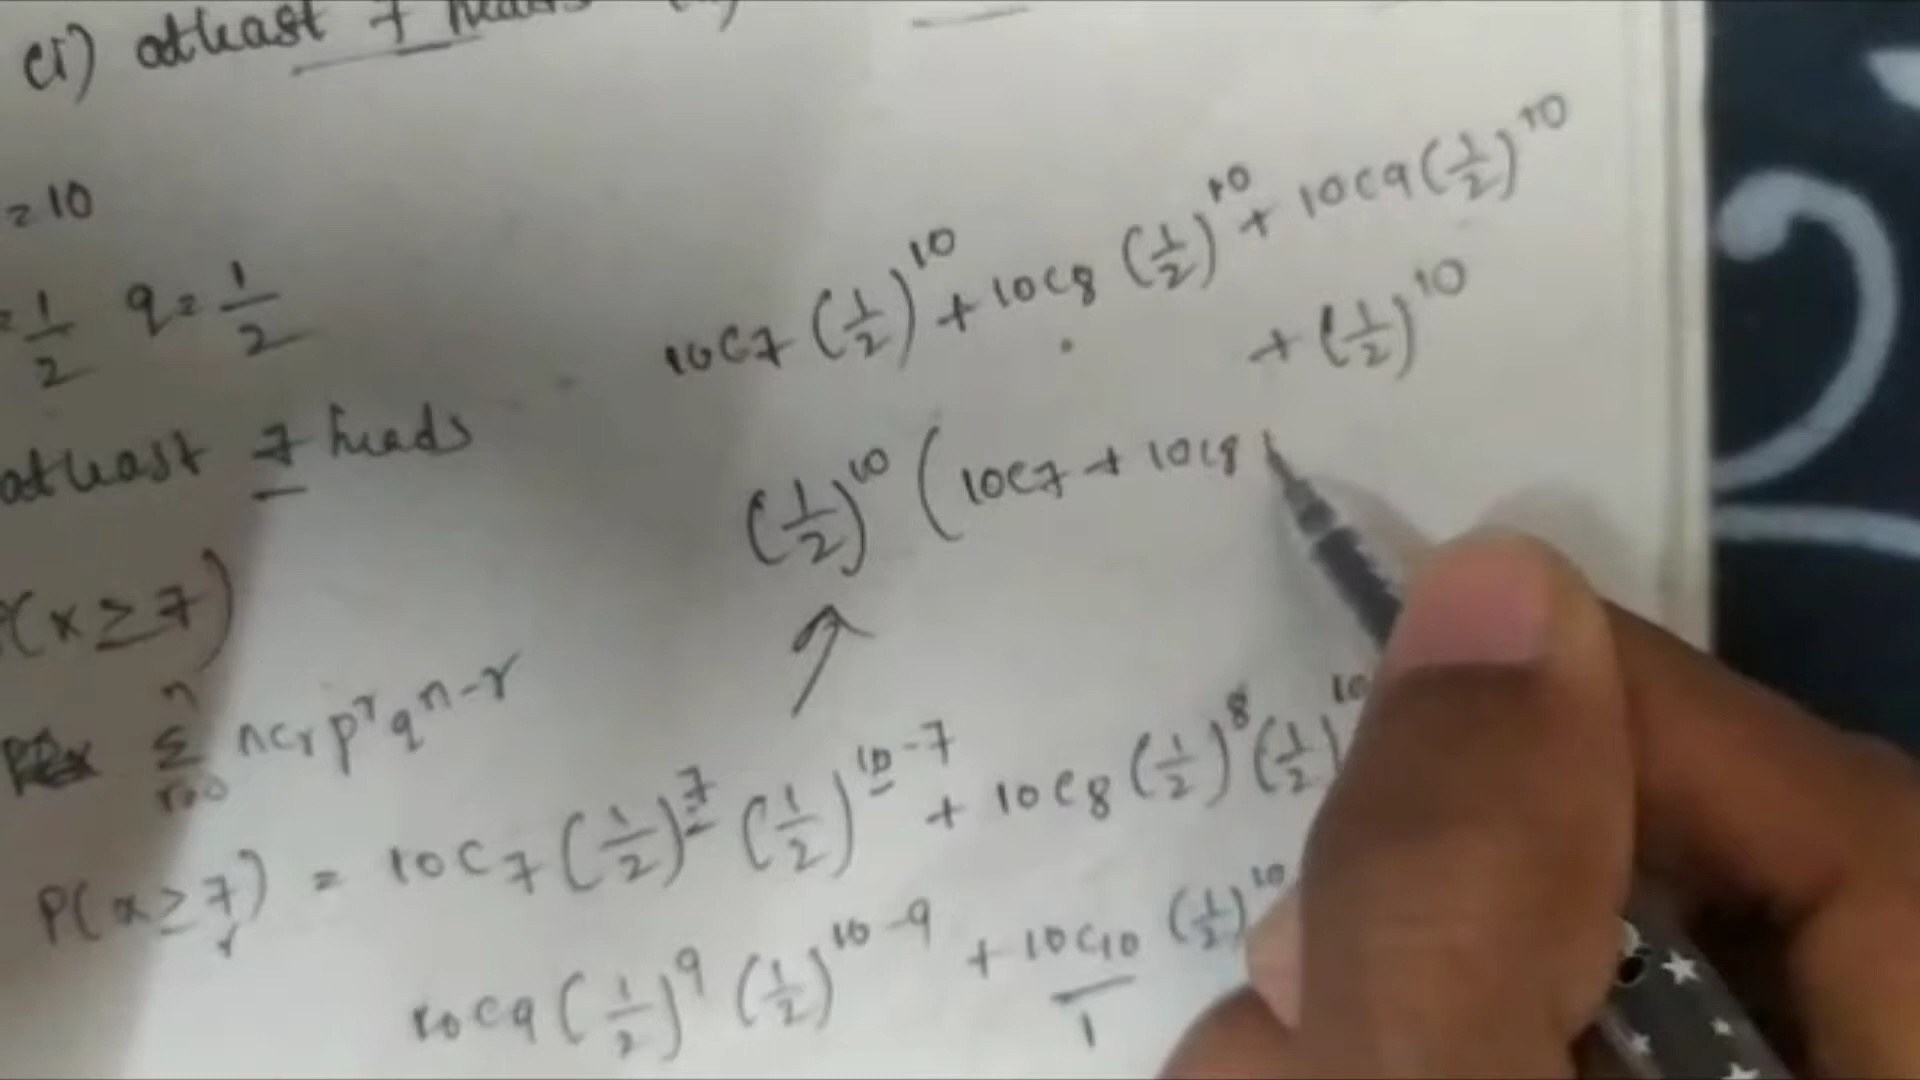 (i) atleast 7 heads
= 10
= 1/2 q = 1/2
atleast 7 heads
P(x ≥ 7)
n Σ r=0 ncr p^r q^n-r
P(x ≥ 7) = 10c7 (1/2)^7 (1/2)^10-7 + 10c8 (1/2)^8 (1/2)^10
r
10c9 (1/2)^9 (1/2)^10-9 + 10c10 (1/2)^10
1
10c7 (1/2)^10 + 10c8 (1/2)^10 + 10c9 (1/2)^10
+ (1/2)^10
(1/2)^10 (10c7 + 10c8